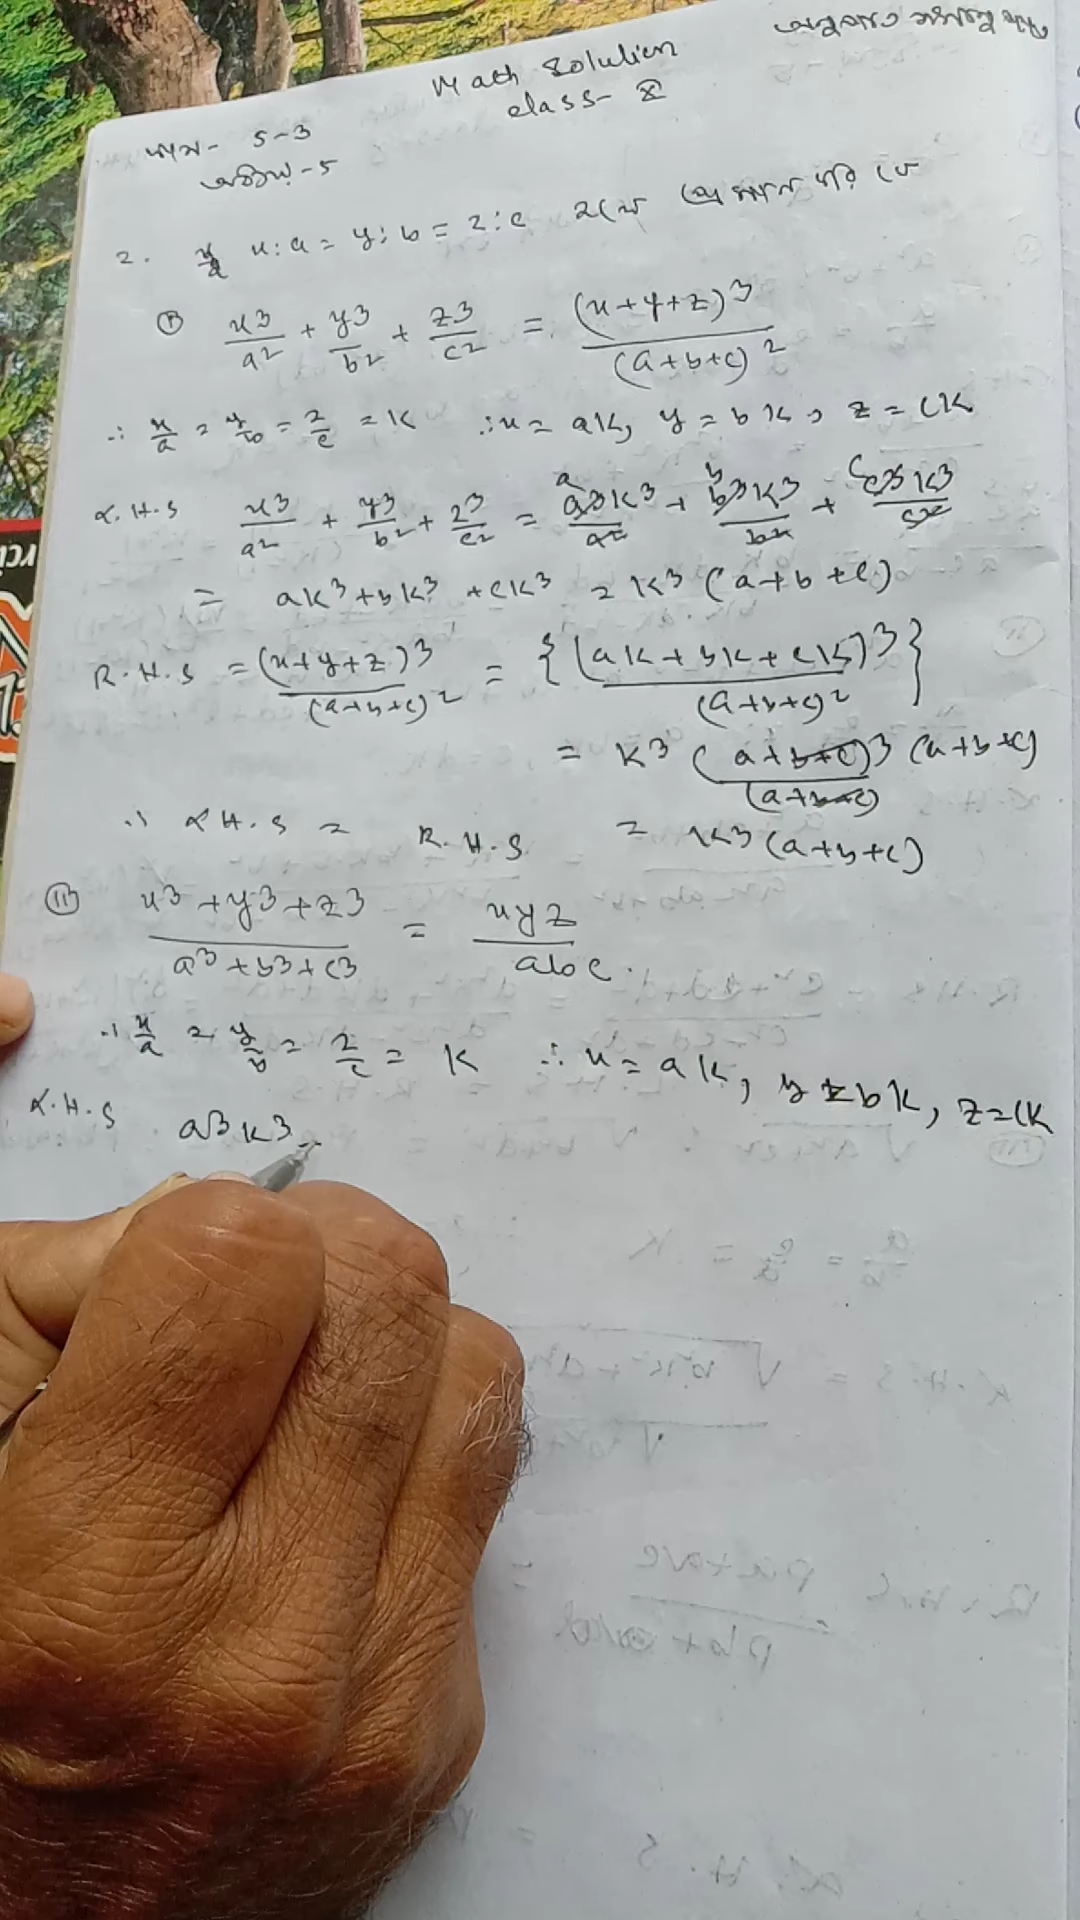 অনুপাত সমানুপাত
Math Solution
class- X
পাঠ- 5-3
অধ্যায়-5
2. x:a = y:b = z:c হলে প্রমাণ করি যে
(i) x³/a² + y³/b² + z³/c² = (x+y+z)³/(a+b+c)²
∴ x/a = y/b = z/c = K ∴ x = aK, y = bK, z = cK
L.H.S x³/a² + y³/b² + z³/c² = a³K³/a² + b³K³/b² + c³K³/c²
= aK³+bK³+cK³ = K³(a+b+c)
R.H.S = (x+y+z)³/(a+b+c)² = {(aK+bK+cK)³/(a+b+c)²}
= K³ (a+b+c)³ (a+b+c)/(a+b+c)
∴ L H.S = R.H.S = K³(a+b+c)
(ii) x³+y³+z³/a³+b³+c³ = xyz/abc.
∴ x/a = y/b = z/c = K ∴ x = aK, y = bK, z=cK
L.H.S a³K³